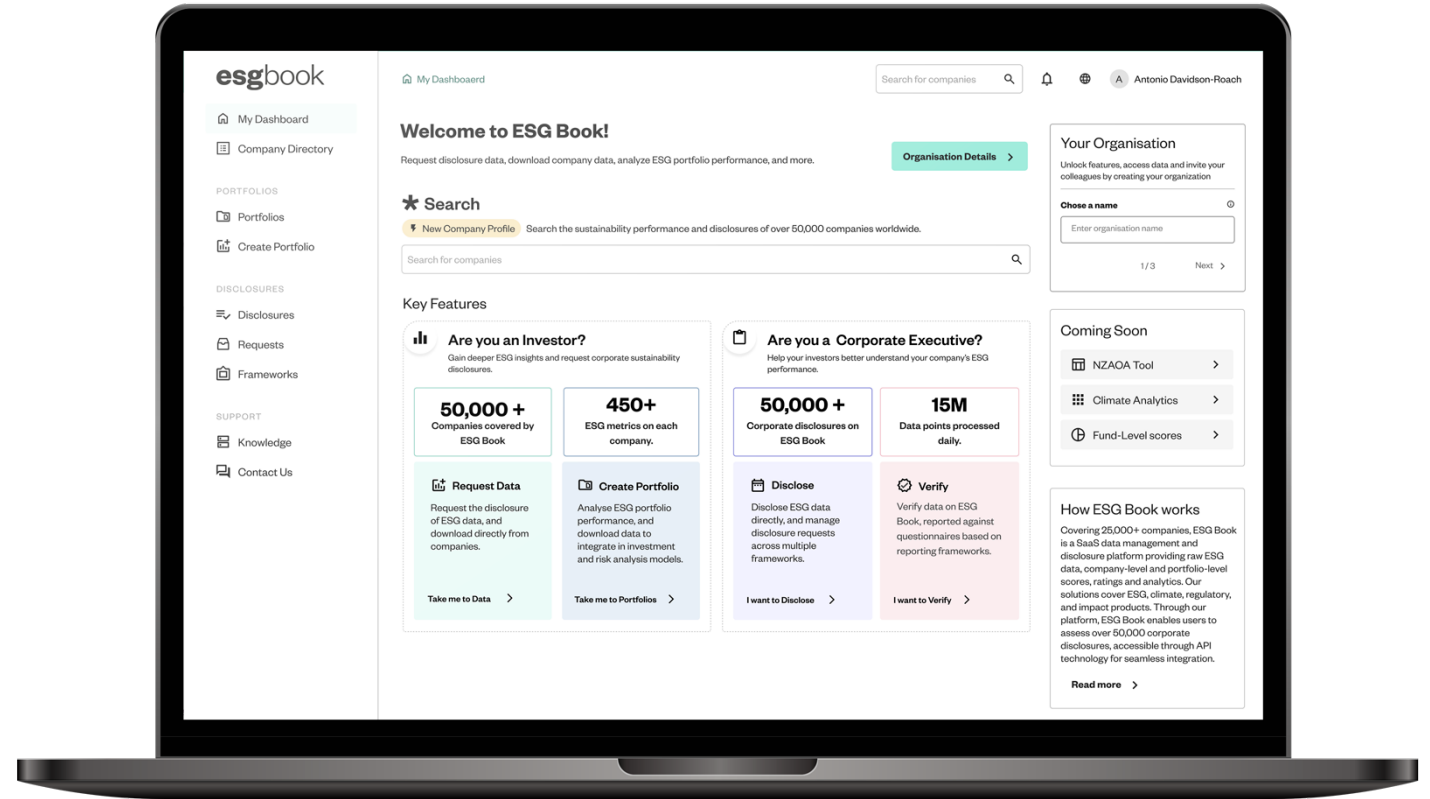 esgbook
My Dashboard
Company Directory
PORTFOLIOS
Portfolios
Create Portfolio
DISCLOSURES
Disclosures
Requests
Frameworks
SUPPORT
Knowledge
Contact Us
My Dashboaerd
Search for companies
A
Antonio Davidson-Roach
Welcome to ESG Book!
Request disclosure data, download company data, analyze ESG portfolio performance, and more.
Organisation Details
Search
New Company Profile
Search the sustainability performance and disclosures of over 50,000 companies worldwide.
Search for companies
Key Features
Are you an Investor?
Gain deeper ESG insights and request corporate sustainability
disclosures.
50,000 +
Companies covered by
ESG Book
450+
ESG metrics on each
company.
Request Data
Request the disclosure
of ESG data, and
download directly from
companies.
Take me to Data
Create Portfolio
Analyse ESG portfolio
performance, and
download data to
integrate in investment
and risk analysis models.
Take me to Portfolios
Are you a Corporate Executive?
Help your investors better understand your company's ESG
performance.
50,000 +
Corporate disclosures on
ESG Book
15M
Data points processed
daily.
Disclose
Disclose ESG data
directly, and manage
disclosure requests
across multiple
frameworks.
I want to Disclose
Verify
Verify data on ESG
Book, reported against
questionnaires based on
reporting frameworks.
I want to Verify
Your Organisation
Unlock features, access data and invite your
colleagues by creating your organization
Chose a name
Enter organisation name
1/3
Next
Coming Soon
NZAOA Tool
Climate Analytics
Fund-Level scores
How ESG Book works
Covering 25,000+ companies, ESG Book
is a SaaS data management and
disclosure platform providing raw ESG
data, company-level and portfolio-level
scores, ratings and analytics. Our
solutions cover ESG, climate, regulatory,
and impact products. Through our
platform, ESG Book enables users to
assess over 50,000 corporate
disclosures, accessible through API
technology for seamless integration.
Read more